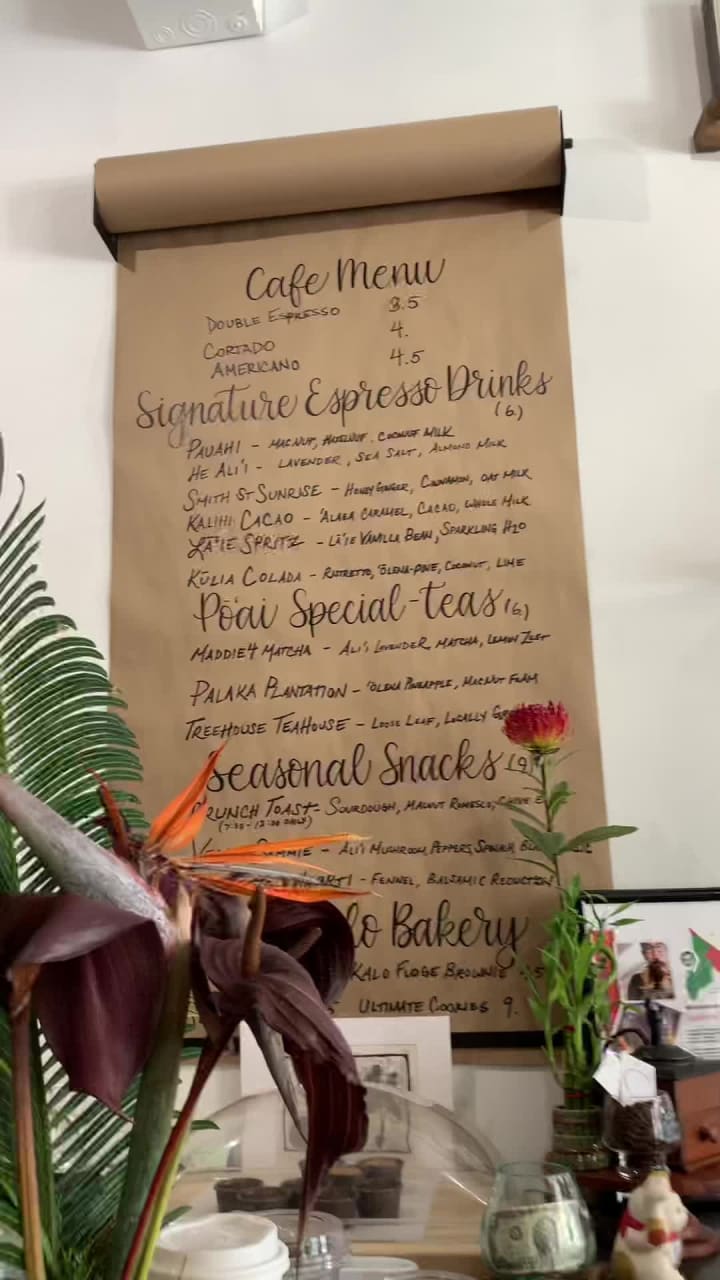 Cafe Menu
DOUBLE ESPRESSO 3.5
CORTADO 4.
AMERICANO 4.5
Signature Espresso Drinks
(6)
PAUAHI - MACNUT, HAZELNUT, COCONUT MILK
HE ALI'I - LAVENDER, SEA SALT, ALMOND MILK
SMITH ST SUNRISE - HONEY GINGER, CINNAMON, OAT MILK
KALIHI CACAO - 'ALAEA CARAMEL, CACAO, WHOLE MILK
LĀ'IE SPRITZ - LĀ'IE VANILLA BEAN, SPARKLING H2O
KŪLIA COLADA - RISTRETTO, 'ŌLENA-PINE, COCONUT, LIME
Pō'ai Special-teas (6)
MADDIE4 MATCHA - ALI'I LAVENDER, MATCHA, LEMON ZEST
PALAKA PLANTATION - 'ŌLENA PINEAPPLE, MACNUT FOAM
TREEHOUSE TEAHOUSE - LOOSE LEAF, LOCALLY
Seasonal Snacks (9)
CRUNCH TOAST - SOURDOUGH, MACNUT ROMESCO, CHIVE
- ALI'I MUSHROOM, PEPPERS, SPINACH
- FENNEL, BALSAMIC REDUCTION
Bakery
KALO FUDGE BROWNIE
ULTIMATE COOKIES 9.